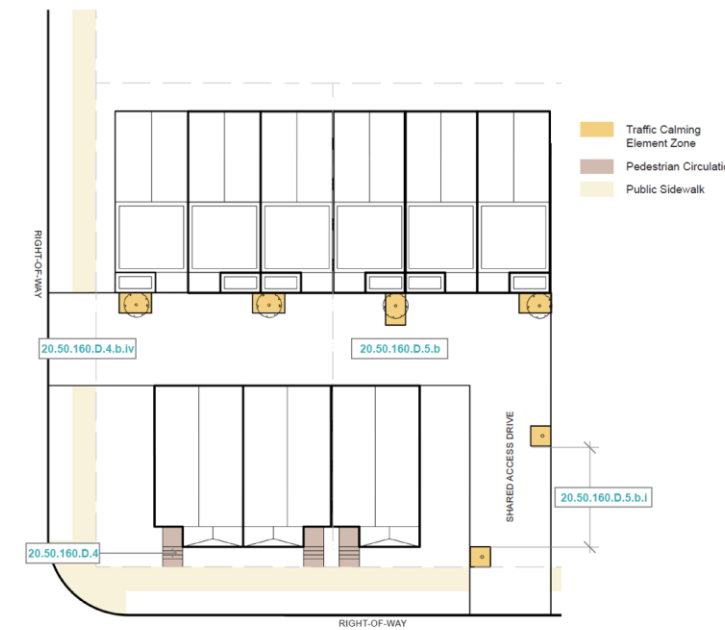 Traffic Calming
Element Zone
Pedestrian Circulatio
Public Sidewalk
RIGHT-OF-WAY
20.50.160.D.4.b.iv
20.50.160.D.5.b
SHARED ACCESS DRIVE
20.50.160.D.5.b.i
20.50.160.D.4
RIGHT-OF-WAY